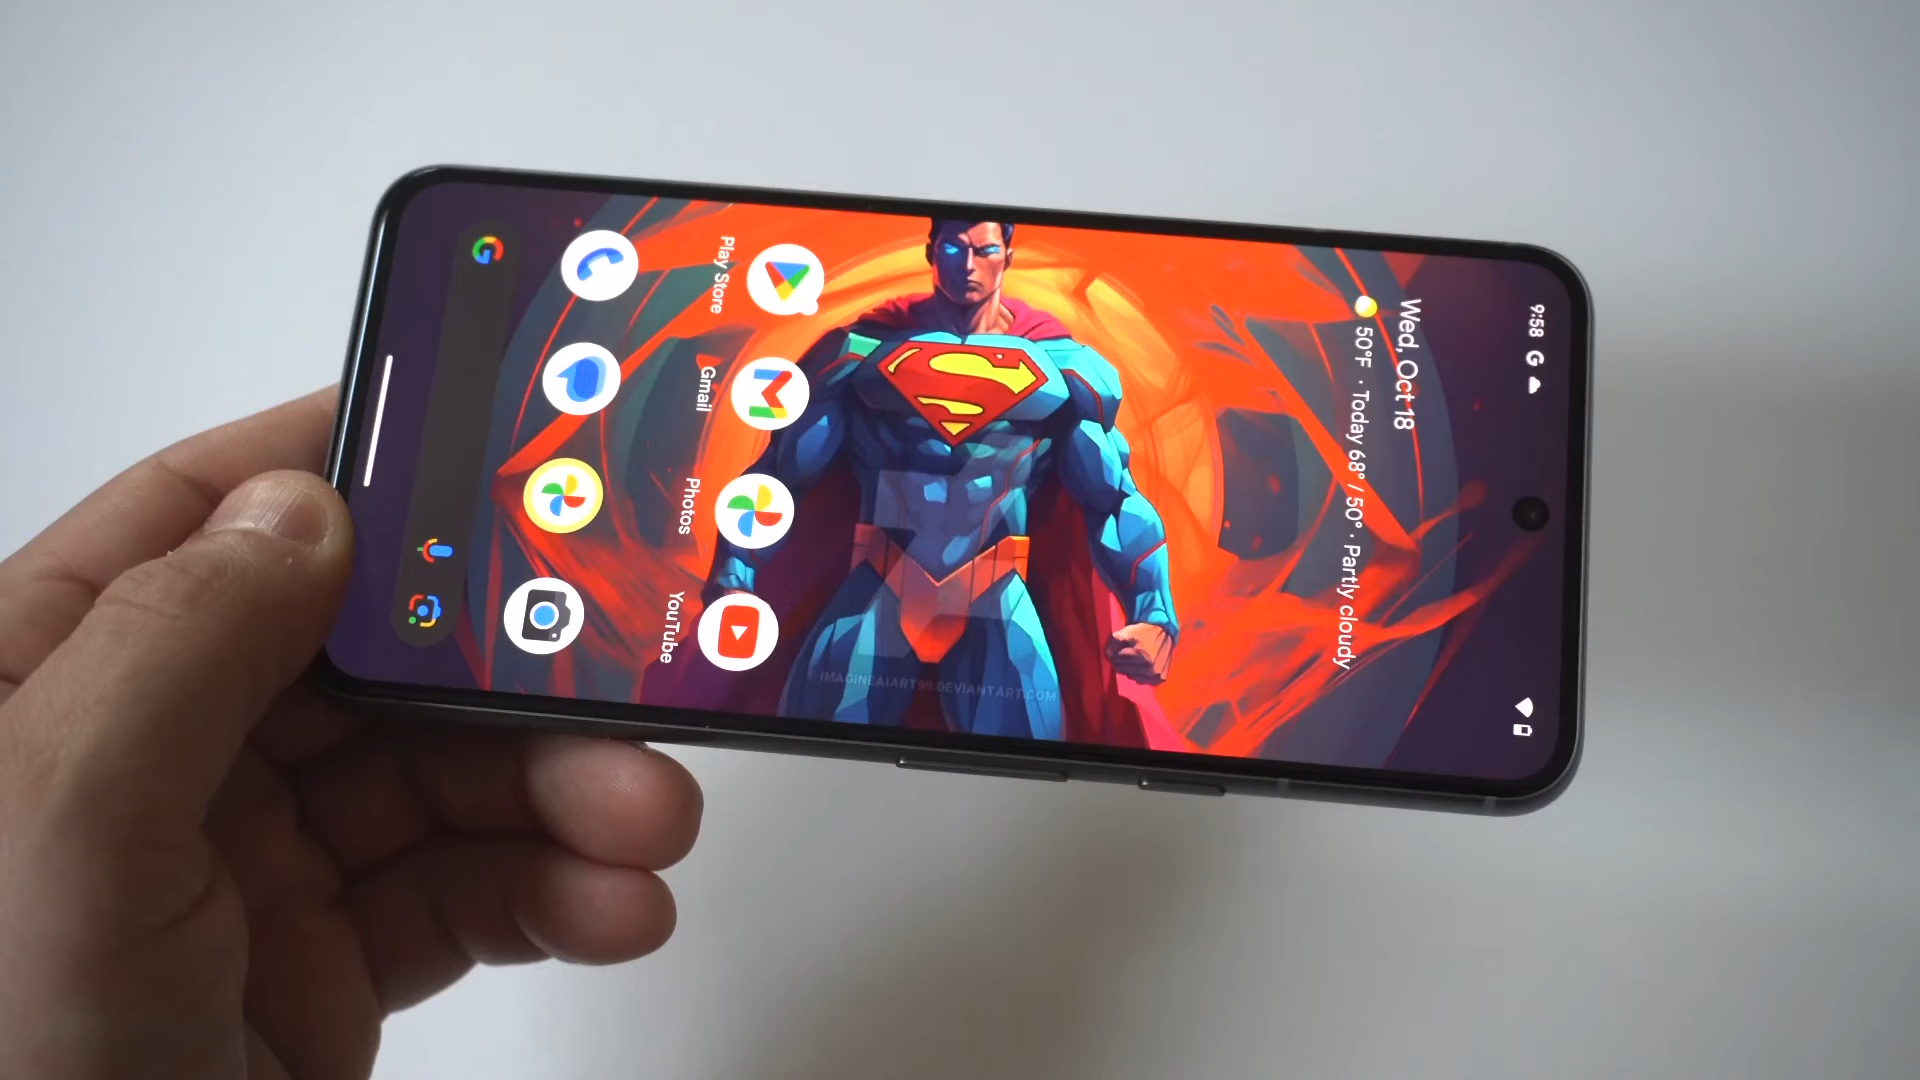 9:58 G
Wed, Oct 18
50°F · Today 68° / 50° · Partly cloudy
Play Store
Gmail
Photos
YouTube
IMAGINEAIART99.DEVIANTART.COM